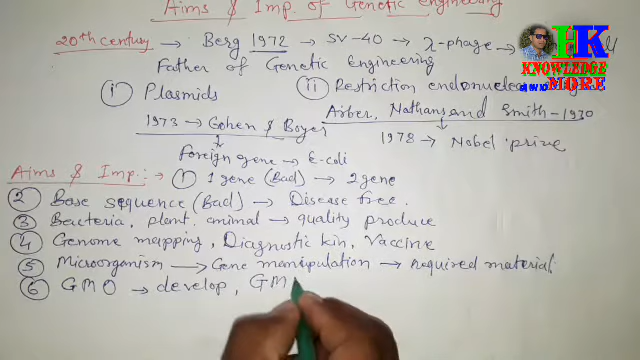 Aims & Imp. of Genetic engineering
20th century → Berg 1972 → SV-40 → λ-phage →
Father of Genetic engineering
HK
KNOWLEDGE
MORE
(i) Plasmids
(ii) Restriction endonuclea
1973 → Cohen & Boyer
Arber, Nathans and Smith - 1970
1978 → Nobel prize
Foreign gene → E-coli
Aims & Imp. : → (1) 1 gene (Bad) → 2 gene
(2) Base sequence (Bad) → Disease free.
(3) Bacteria, plant, animal → quality produce
(4) Genome mapping, Diagnostic kin, Vaccine
(5) Microorganism → Gene manipulation → required material
(6) GMO → develop, GM